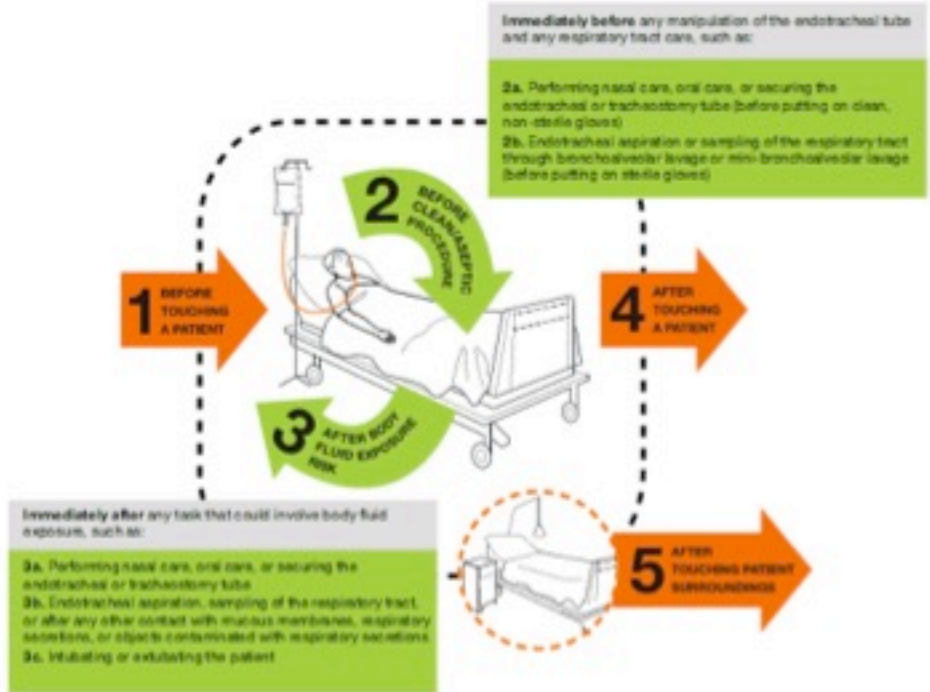 Immediately before any manipulation of the endotracheal tube
and any respiratory tract care, such as:
2a. Performing nasal care, oral care, or securing the
endotracheal or tracheostomy tube (before putting on clean,
non-sterile gloves)
2b. Endotracheal aspiration or sampling of the respiratory tract
through bronchoalveolar lavage or mini-bronchoalveolar lavage
(before putting on sterile gloves)
2 BEFORE
CLEAN/ASEPTIC
PROCEDURE
1 BEFORE
TOUCHING
A PATIENT
4 AFTER
TOUCHING
A PATIENT
3 AFTER BODY
FLUID EXPOSURE
RISK
Immediately after any task that could involve body fluid
exposure, such as:
3a. Performing nasal care, oral care, or securing the
endotracheal or tracheostomy tube
3b. Endotracheal aspiration, sampling of the respiratory tract,
or after any other contact with mucous membranes, respiratory
secretions, or objects contaminated with respiratory secretions
3c. Intubating or extubating the patient
5 AFTER
TOUCHING PATIENT
SURROUNDINGS